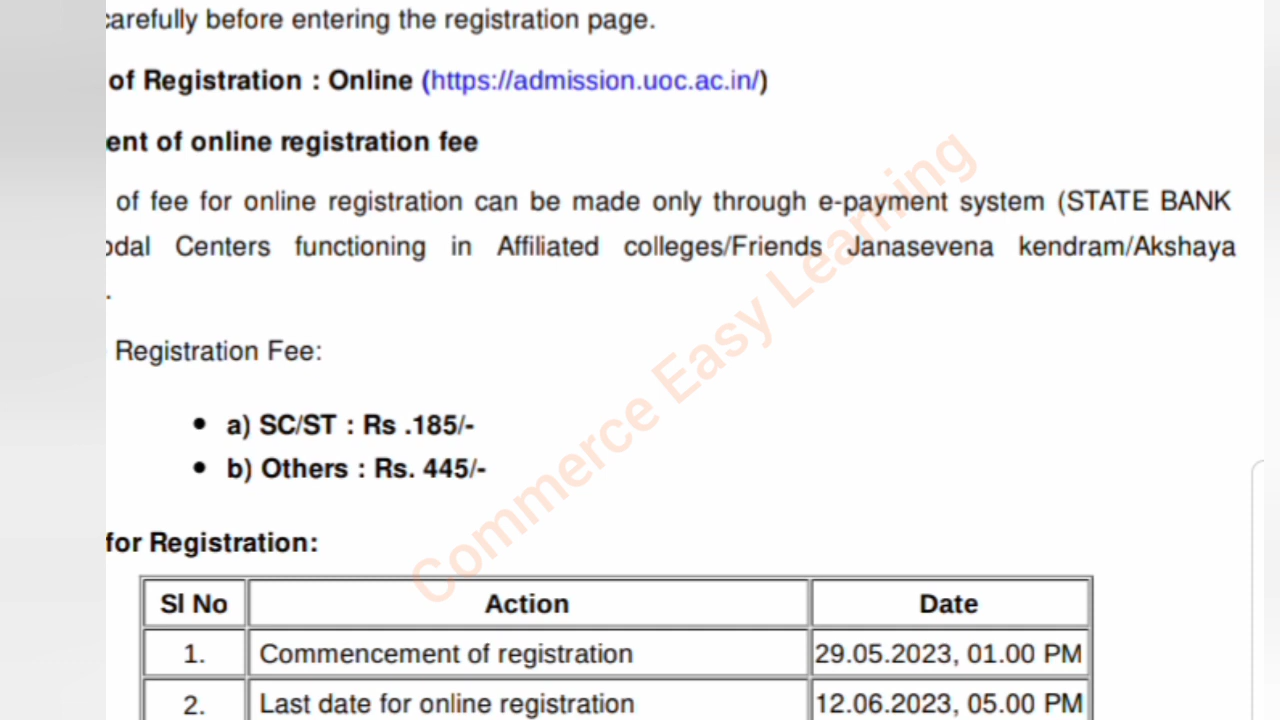 carefully before entering the registration page.
of Registration : Online (https://admission.uoc.ac.in/)
ent of online registration fee
of fee for online registration can be made only through e-payment system (STATE BANK
odal Centers functioning in Affiliated colleges/Friends Janasevena kendram/Akshaya
.
Registration Fee:
• a) SC/ST : Rs .185/-
• b) Others : Rs. 445/-
for Registration:
Sl No Action Date
1. Commencement of registration 29.05.2023, 01.00 PM
2. Last date for online registration 12.06.2023, 05.00 PM
Commerce Easy Learning